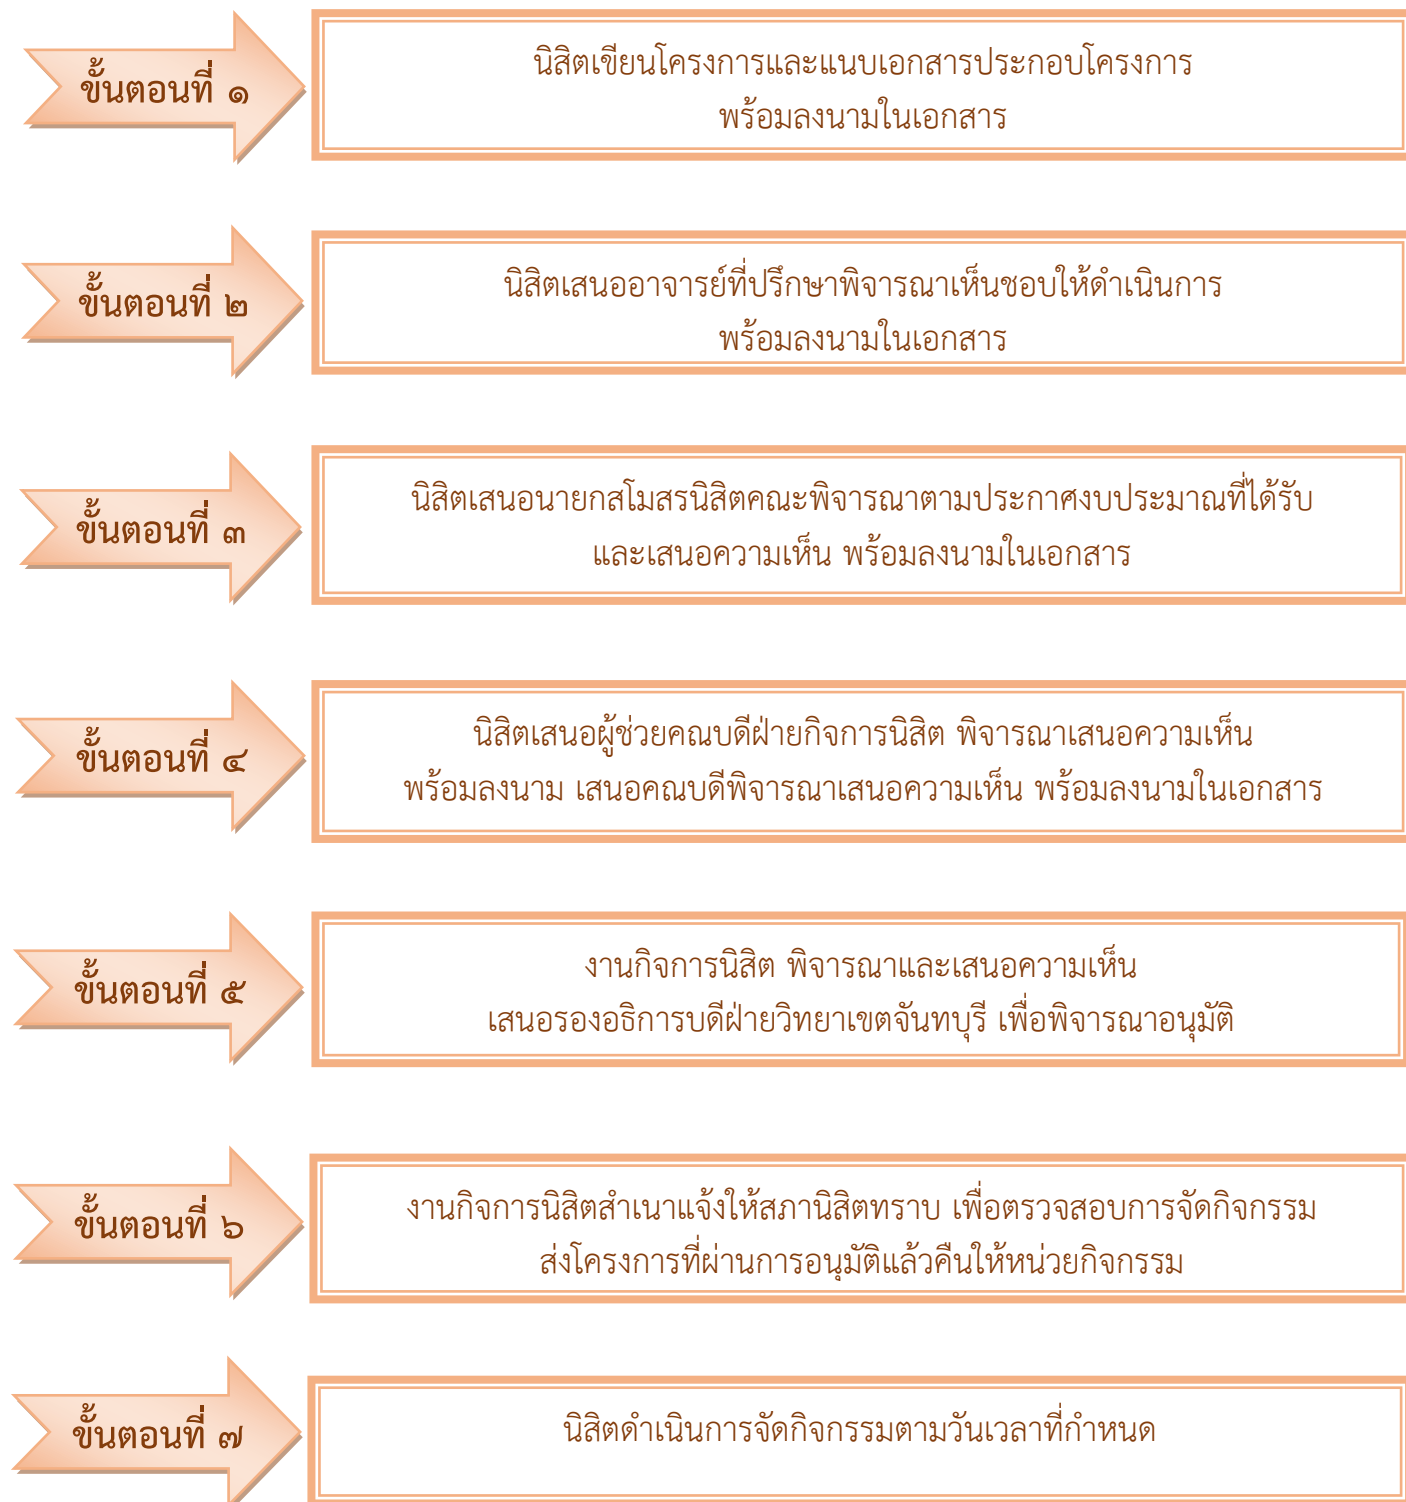 ขั้นตอนที่ ๑
นิสิตเขียนโครงการและแนบเอกสารประกอบโครงการ
พร้อมลงนามในเอกสาร
ขั้นตอนที่ ๒
นิสิตเสนออาจารย์ที่ปรึกษาพิจารณาเห็นชอบให้ดำเนินการ
พร้อมลงนามในเอกสาร
ขั้นตอนที่ ๓
นิสิตเสนอนายกสโมสรนิสิตคณะพิจารณาตามประกาศงบประมาณที่ได้รับ
และเสนอความเห็น พร้อมลงนามในเอกสาร
ขั้นตอนที่ ๔
นิสิตเสนอผู้ช่วยคณบดีฝ่ายกิจการนิสิต พิจารณาเสนอความเห็น
พร้อมลงนาม เสนอคณบดีพิจารณาเสนอความเห็น พร้อมลงนามในเอกสาร
ขั้นตอนที่ ๕
งานกิจการนิสิต พิจารณาและเสนอความเห็น
เสนอรองอธิการบดีฝ่ายวิทยาเขตจันทบุรี เพื่อพิจารณาอนุมัติ
ขั้นตอนที่ ๖
งานกิจการนิสิตสำเนาแจ้งให้สภานิสิตทราบ เพื่อตรวจสอบการจัดกิจกรรม
ส่งโครงการที่ผ่านการอนุมัติแล้วคืนให้หน่วยกิจกรรม
ขั้นตอนที่ ๗
นิสิตดำเนินการจัดกิจกรรมตามวันเวลาที่กำหนด